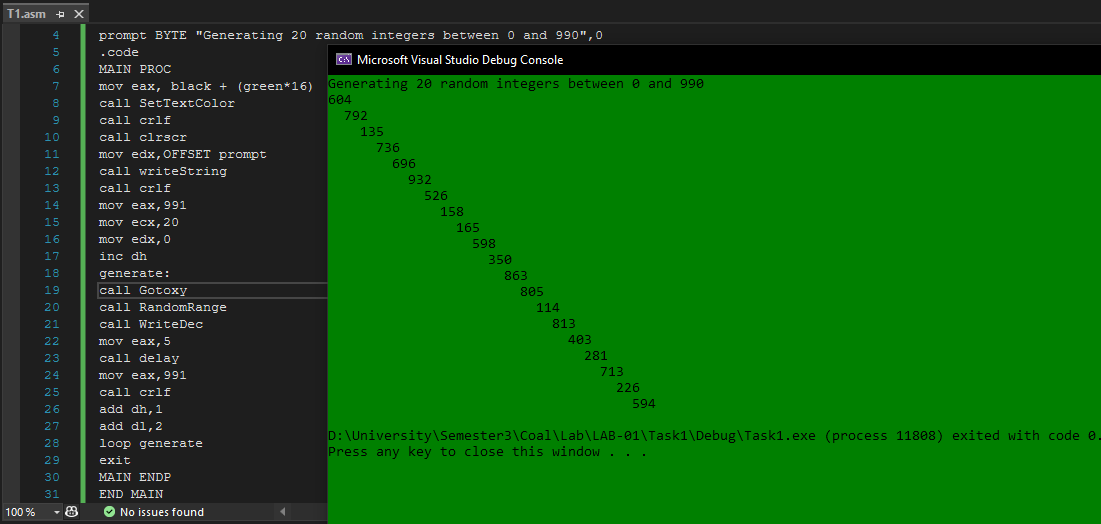 T1.asm
4 prompt BYTE "Generating 20 random integers between 0 and 990",0
5 .code
6 MAIN PROC
7 mov eax, black + (green*16)
8 call SetTextColor
9 call crlf
10 call clrscr
11 mov edx,OFFSET prompt
12 call writeString
13 call crlf
14 mov eax,991
15 mov ecx,20
16 mov edx,0
17 inc dh
18 generate:
19 call Gotoxy
20 call RandomRange
21 call WriteDec
22 mov eax,5
23 call delay
24 mov eax,991
25 call crlf
26 add dh,1
27 add dl,2
28 loop generate
29 exit
30 MAIN ENDP
31 END MAIN
100 %
No issues found
Microsoft Visual Studio Debug Console
Generating 20 random integers between 0 and 990
604
792
135
736
696
932
526
158
165
598
350
863
805
114
813
403
281
713
226
594
D:\University\Semester3\Coal\Lab\LAB-01\Task1\Debug\Task1.exe (process 11808) exited with code 0.
Press any key to close this window . . .